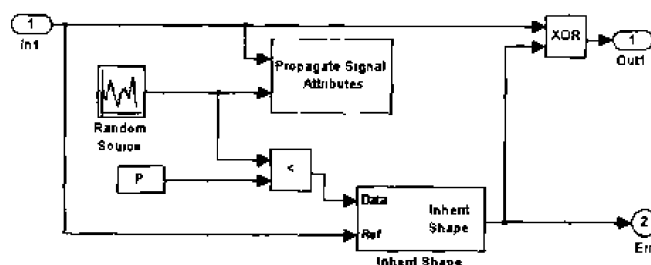 1
In1
XOR
1
Out1
Propagate Signal
Attributes
Random
Source
P
<
Data
Inherit
Shape
Ref
Inherit Shape
2
Err